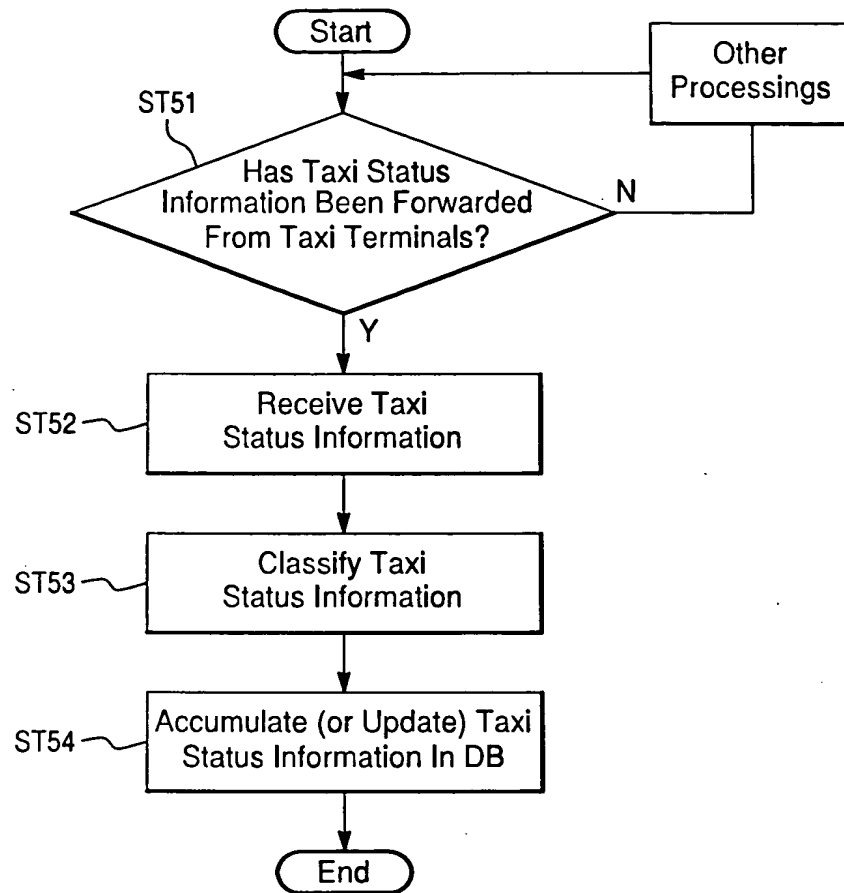 Start
Other
Processings
ST51
Has Taxi Status
Information Been Forwarded
From Taxi Terminals?
N
Y
ST52
Receive Taxi
Status Information
ST53
Classify Taxi
Status Information
ST54
Accumulate (or Update) Taxi
Status Information In DB
End